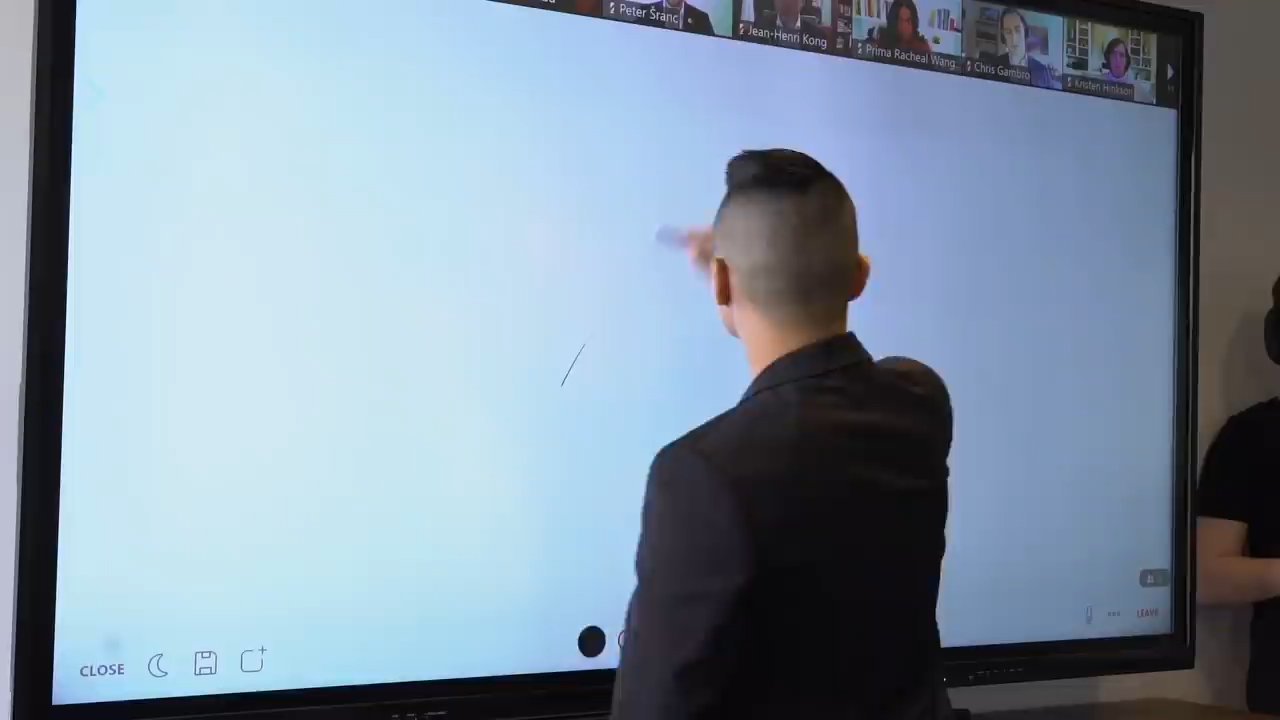 Peter Šranc
Jean-Henri Kong
Prima Racheal Wang
Chris Gambro
Kristen Hinkson
CLOSE
LEAVE